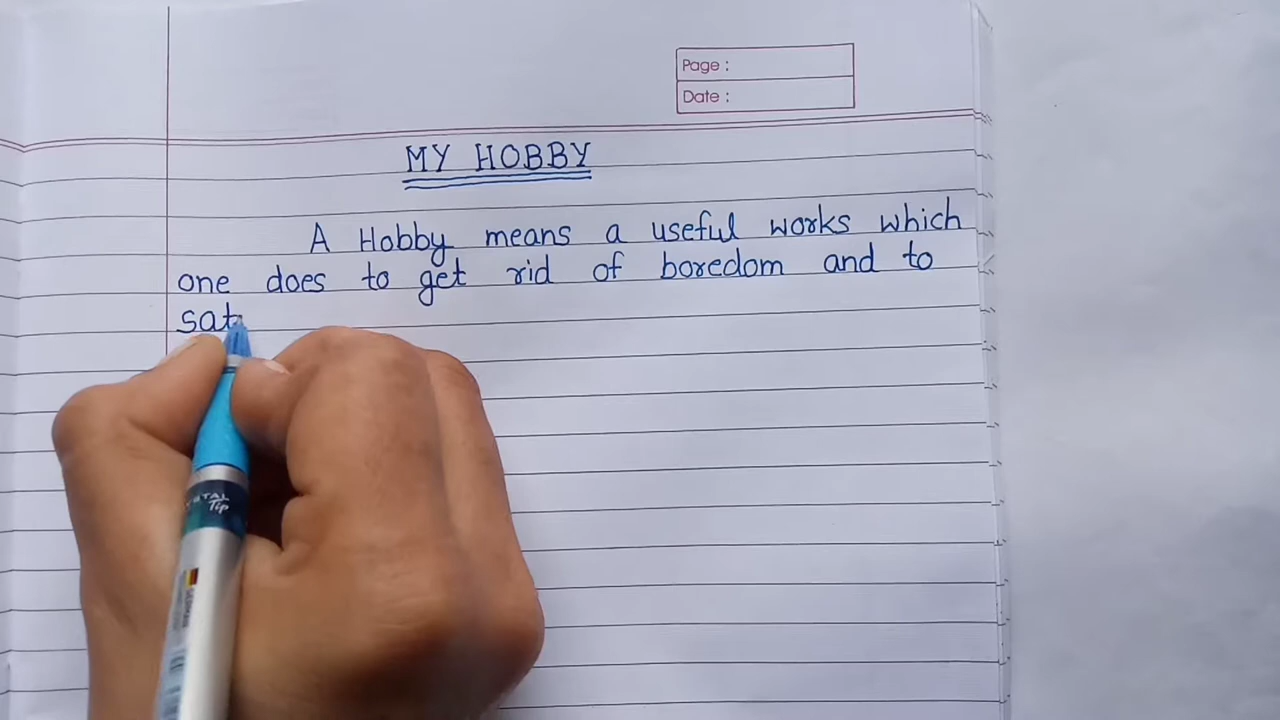 Page :
Date :
MY HOBBY
A Hobby means a useful works which
one does to get rid of boredom and to
sat
Tip